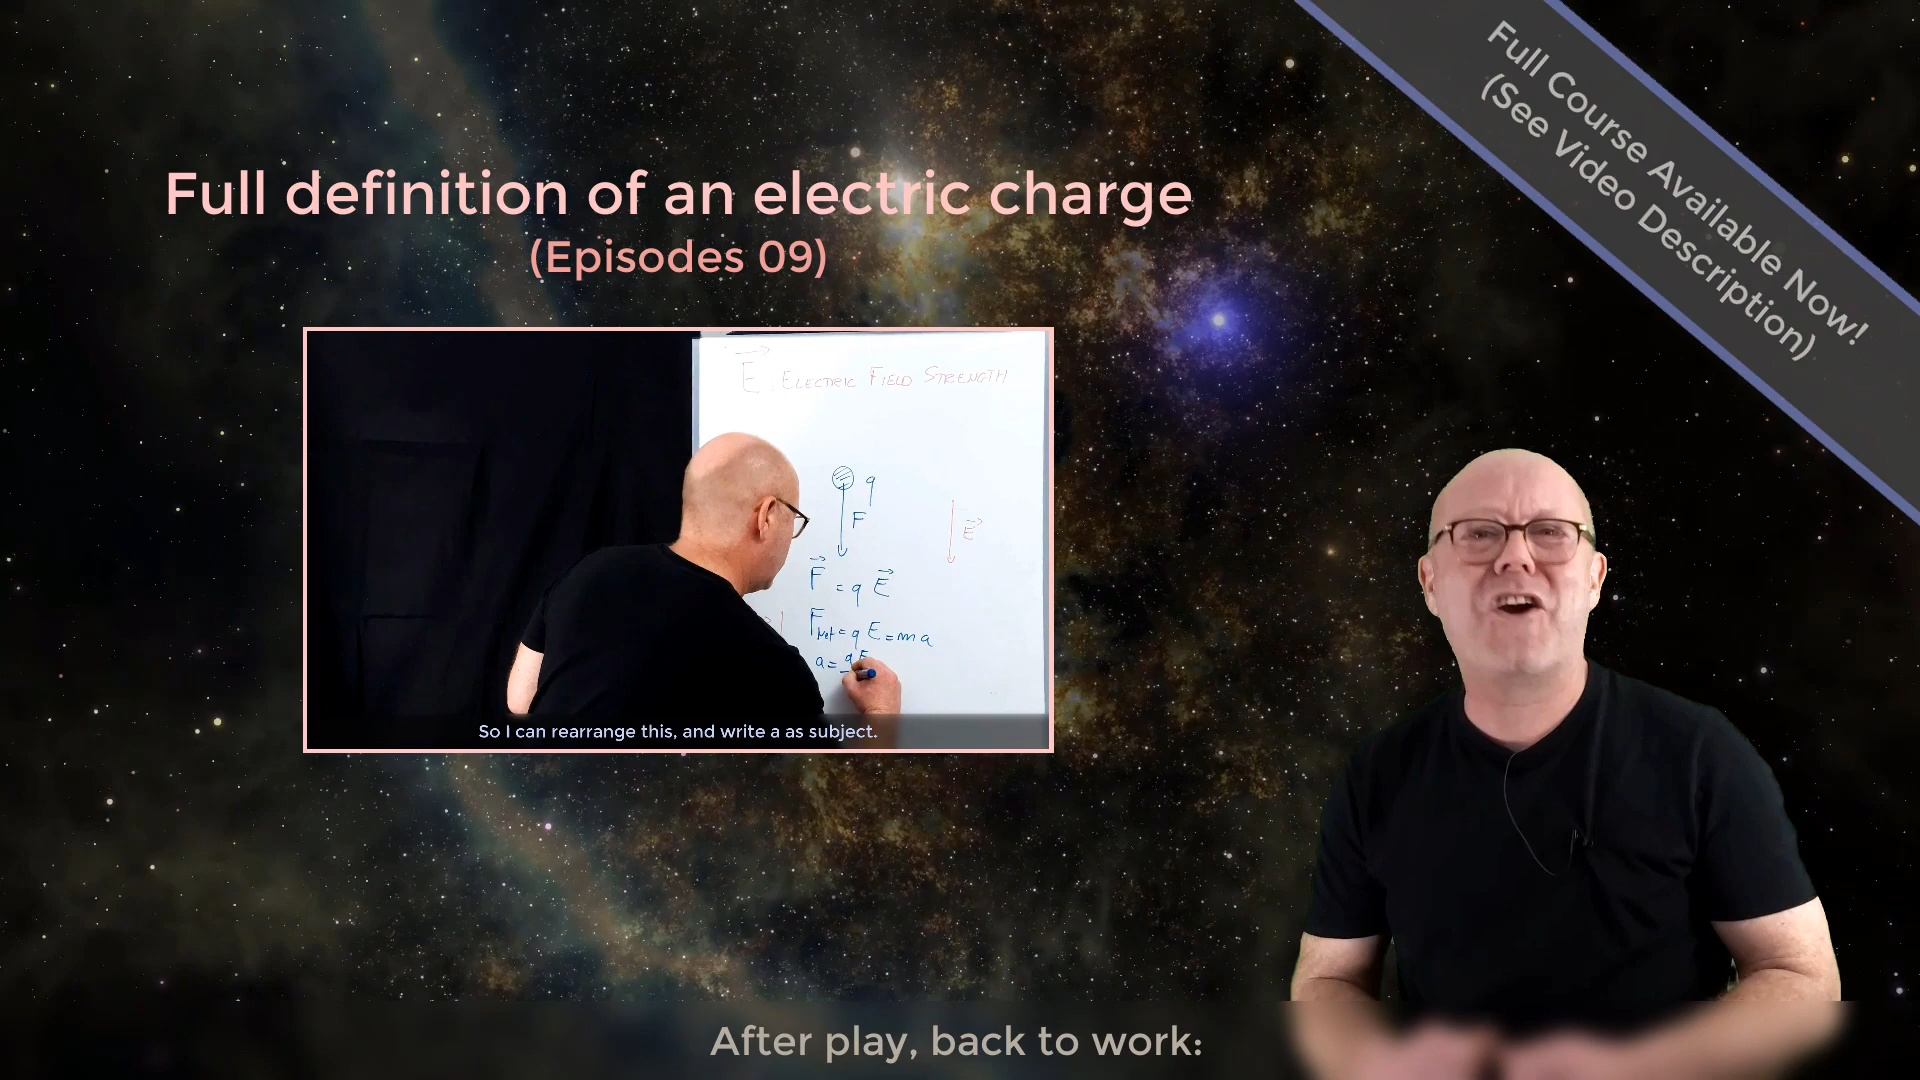 Full Course Available Now!
(See Video Description)
Full definition of an electric charge
(Episodes 09)
E ELECTRIC FIELD STRENGTH
q
F
E
F = q E
FNet = q E = m a
a = q E
So I can rearrange this, and write a as subject.
After play, back to work: